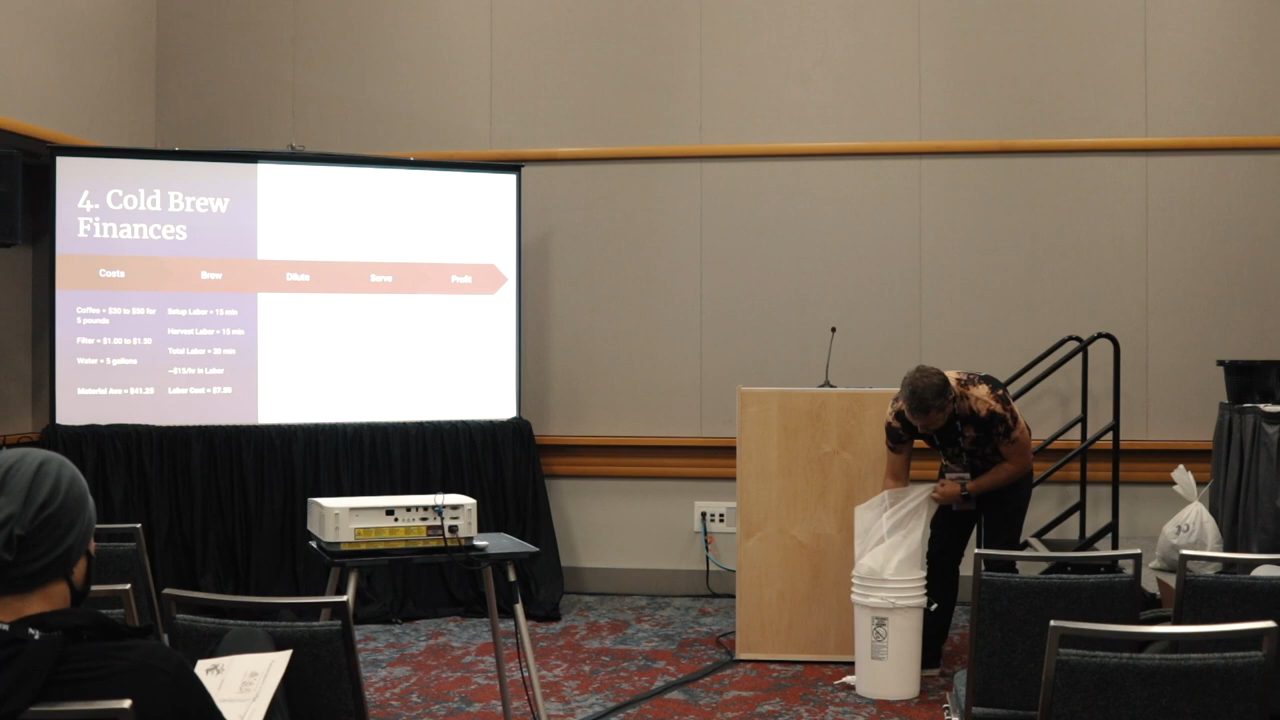 4. Cold Brew
Finances
Costs
Brew
Dilute
Serve
Profit
Coffee = $30 to $50 for
5 pounds
Filter = $1.00 to $1.50
Water = 5 gallons
Material Ave = $41.25
Setup Labor = 15 min
Harvest Labor = 15 min
Total Labor = 30 min
~$15/hr in Labor
Labor Cost = $7.50